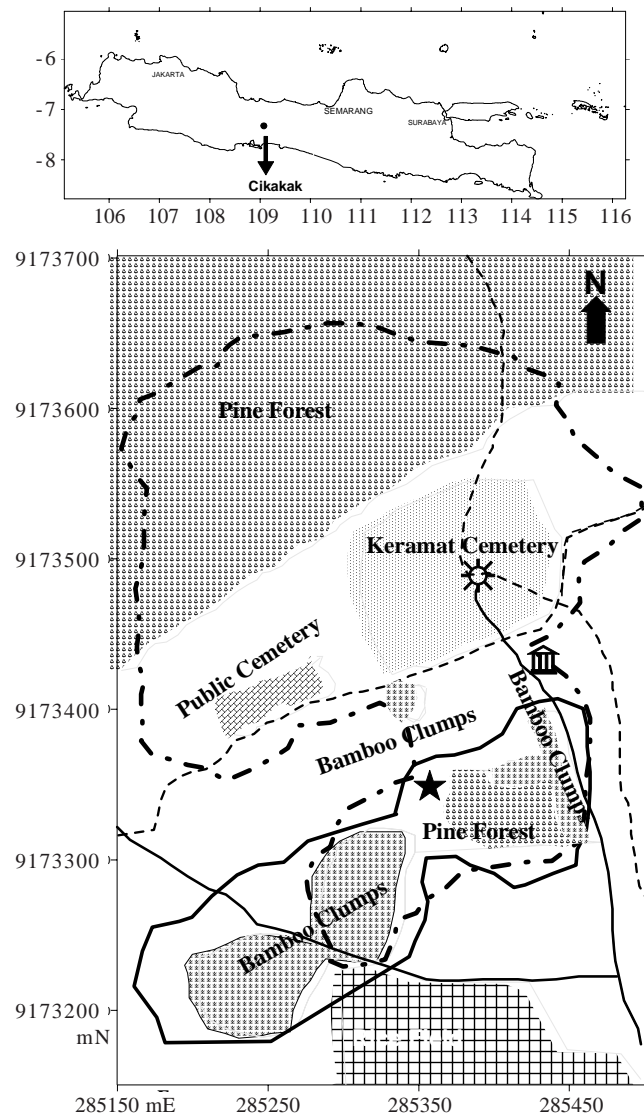 -6
-7
-8
JAKARTA
SEMARANG
SURABAYA
Cikakak
106 107 108 109 110 111 112 113 114 115 116
9173700
9173600
9173500
9173400
9173300
9173200
mN
N
Pine Forest
Keramat Cemetery
Public Cemetery
Bamboo Clumps
Bamboo Clumps
Pine Forest
Bamboo Clumps
285150 mE 285250 285350 285450